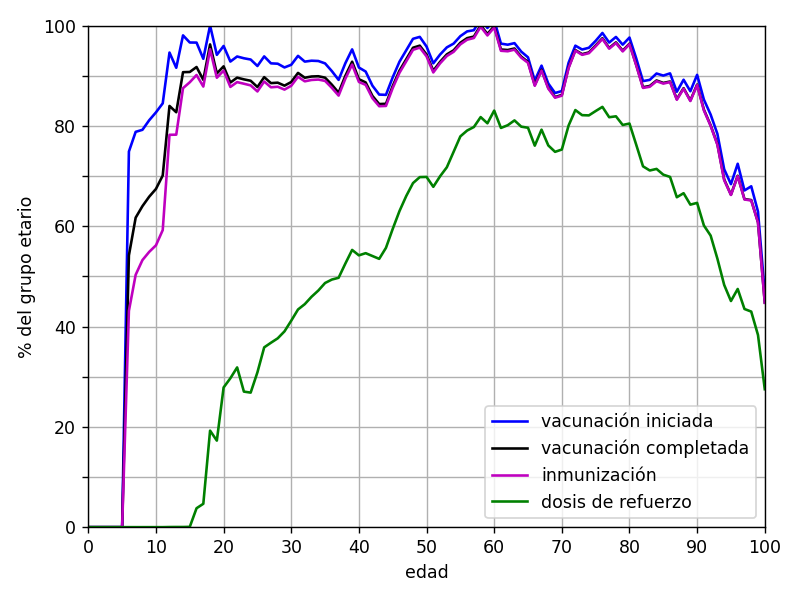 100
80
60
40
20
0
% del grupo etario
vacunación iniciada
vacunación completada
inmunización
dosis de refuerzo
0 10 20 30 40 50 60 70 80 90 100
edad